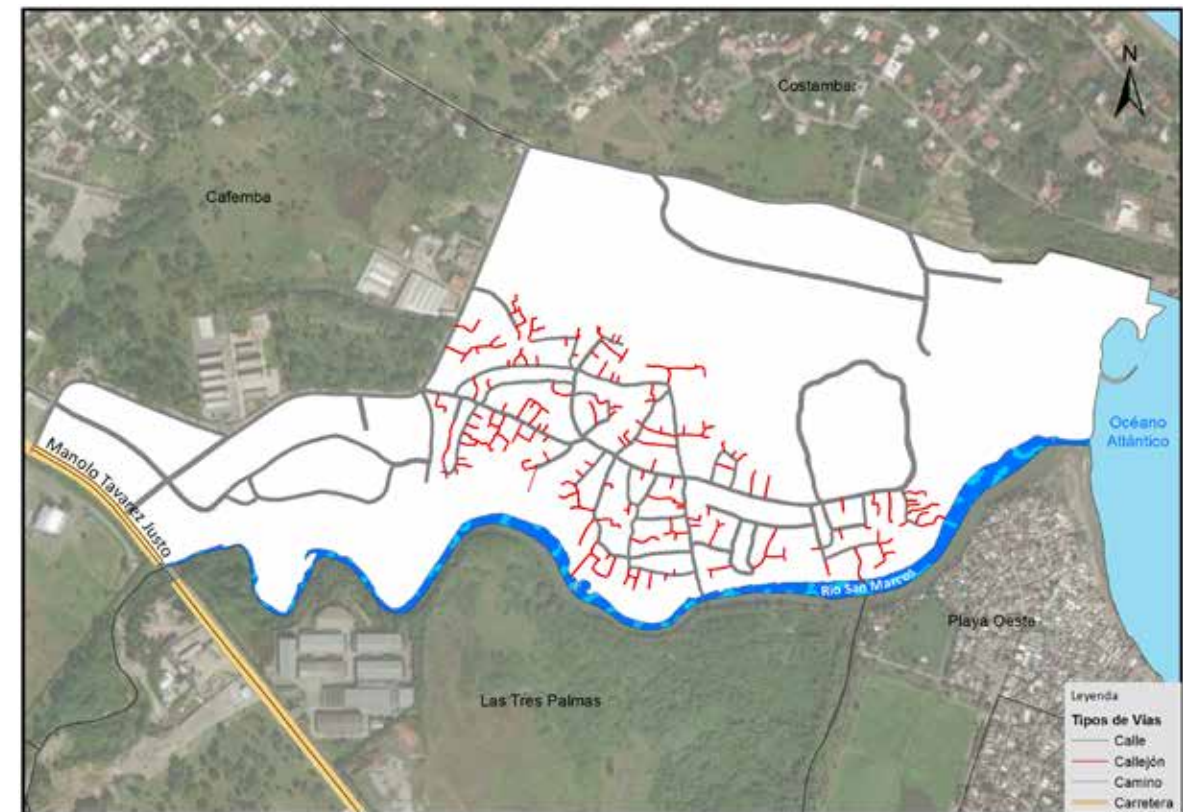 N
Costambar
Cafemba
Océano
Atlántico
Manolo Tavarez Justo
Río San Marcos
Playa Oeste
Las Tres Palmas
Leyenda
Tipos de Vías
Calle
Callejón
Camino
Carretera